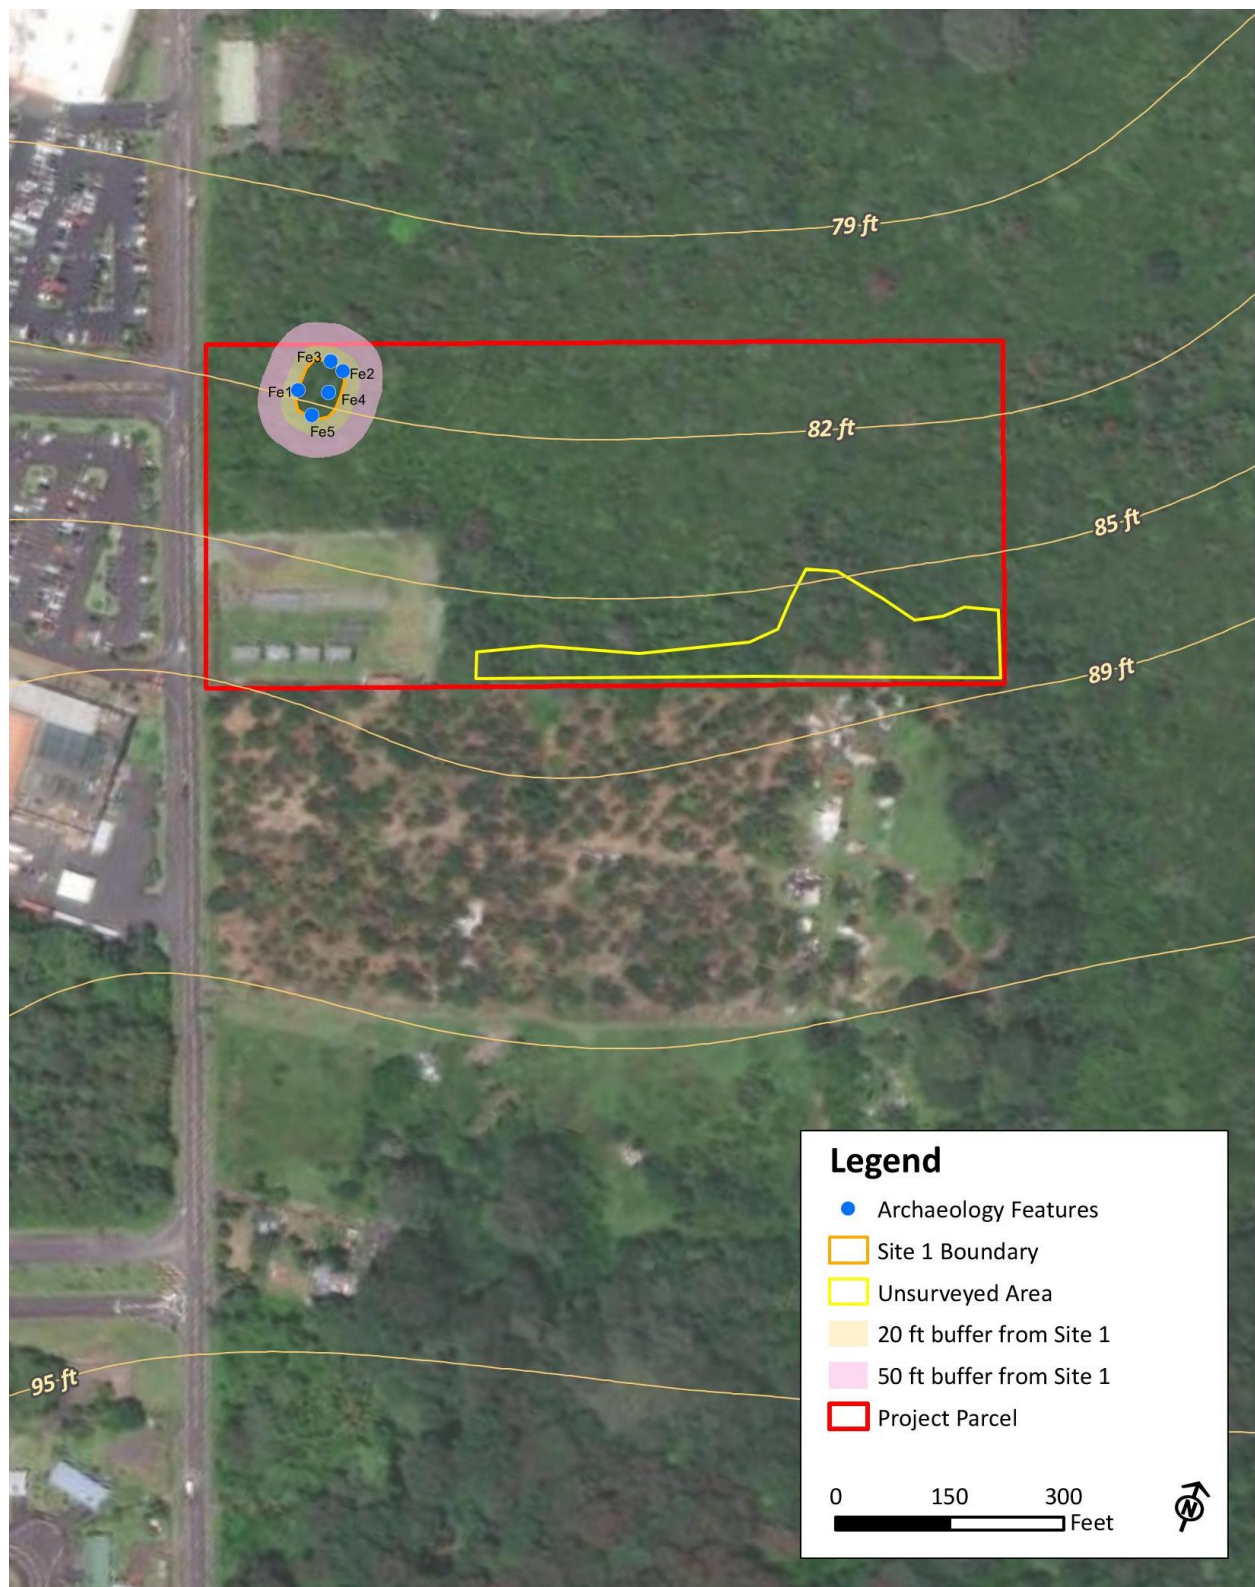 79 ft
Fe3
Fe2
Fe1
Fe4
Fe5
82 ft
85 ft
89 ft
95 ft
Legend
Archaeology Features
Site 1 Boundary
Unsurveyed Area
20 ft buffer from Site 1
50 ft buffer from Site 1
Project Parcel
0 150 300
Feet
N